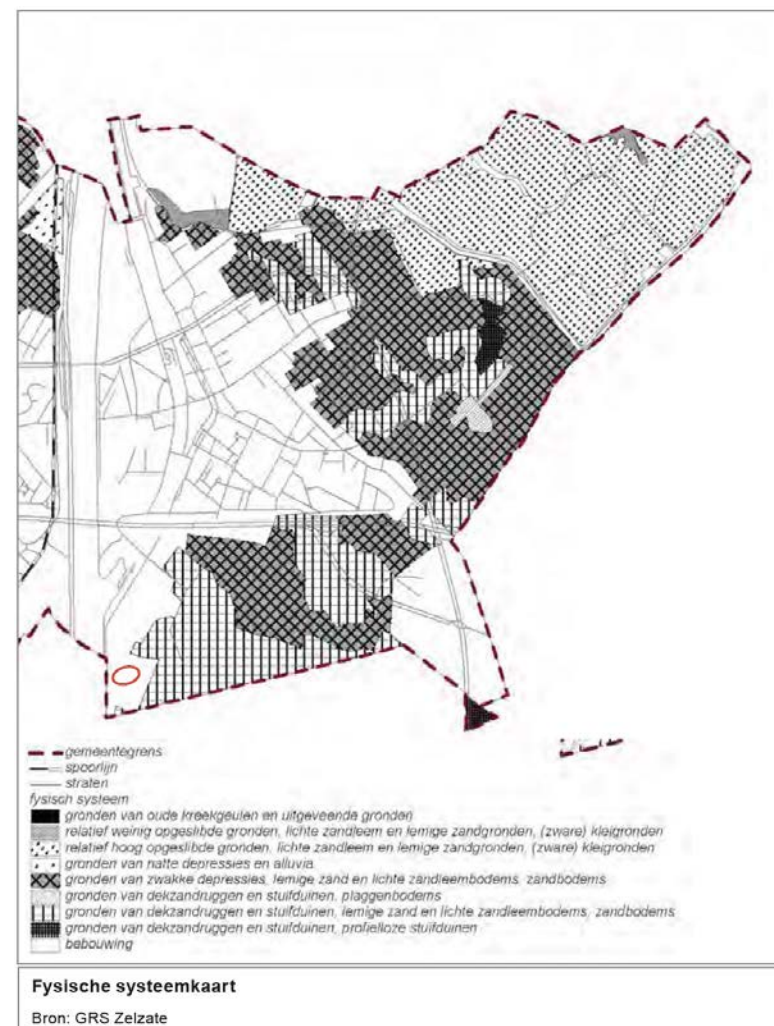 gemeentegrens
spoorlijn
straten
fysisch systeem
gronden van oude kreekgeulen en uitgeveende gronden
relatief weinig opgeslibde gronden, lichte zandleem en lemige zandgronden, (zware) kleigronden
relatief hoog opgeslibde gronden, lichte zandleem en lemige zandgronden, (zware) kleigronden
gronden van natte depressies en alluvia
gronden van zwakke depressies, lemige zand en lichte zandleembodems, zandbodems
gronden van dekzandruggen en stuifduinen, plaggenbodems
gronden van dekzandruggen en stuifduinen, lemige zand en lichte zandleembodems, zandbodems
gronden van dekzandruggen en stuifduinen, profielloze stuifduinen
bebouwing
Fysische systeemkaart
Bron: GRS Zelzate